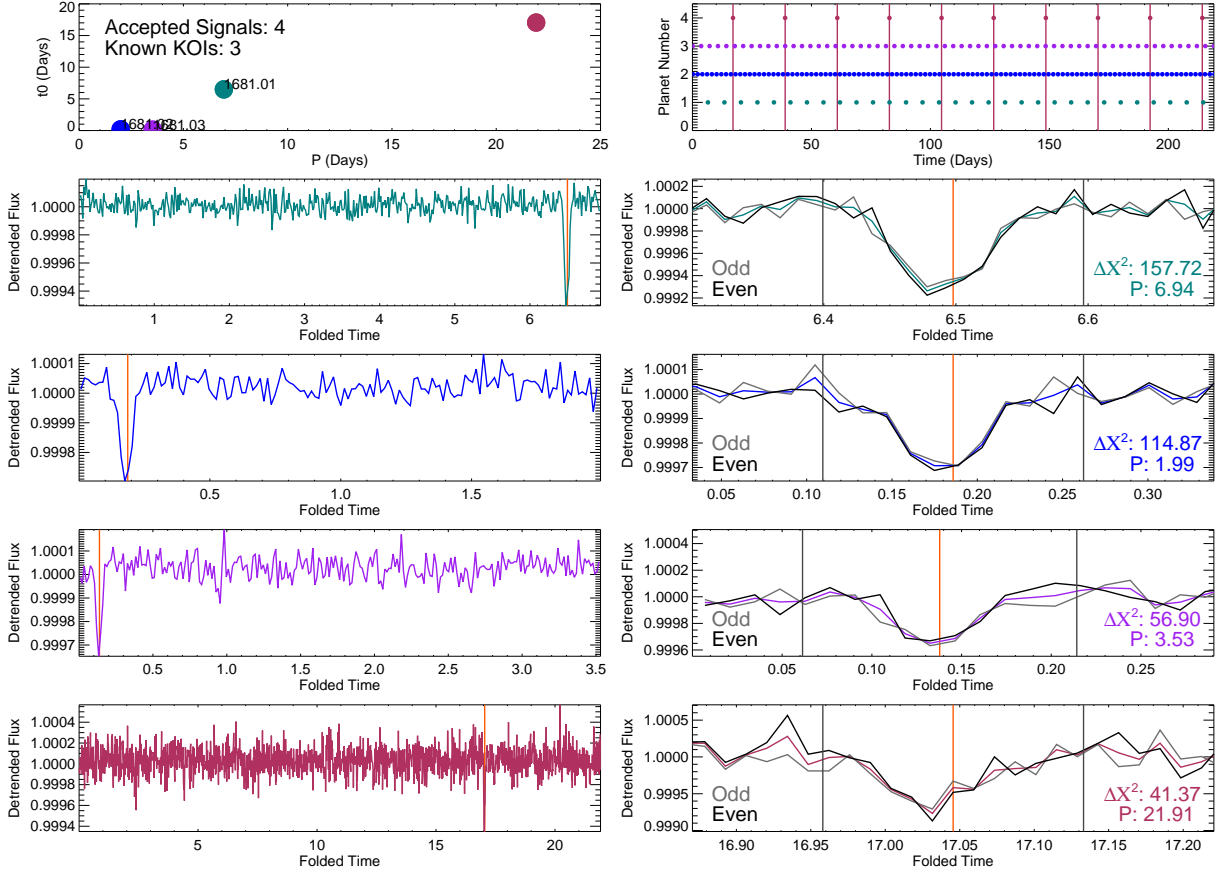 Accepted Signals: 4
Known KOIs: 3
t0 (Days)
20
15
10
5
0
1681.01
1681.02
1681.03
0 5 10 15 20 25
P (Days)
Planet Number
4
3
2
1
0
0 50 100 150 200
Time (Days)
Detrended Flux
1.0000
0.9998
0.9996
0.9994
1 2 3 4 5 6
Folded Time
Detrended Flux
1.0002
1.0000
0.9998
0.9996
0.9994
0.9992
Odd
Even
ΔX²: 157.72
P: 6.94
6.4 6.5 6.6
Folded Time
Detrended Flux
1.0001
1.0000
0.9999
0.9998
0.5 1.0 1.5
Folded Time
Detrended Flux
1.0001
1.0000
0.9999
0.9998
0.9997
Odd
Even
ΔX²: 114.87
P: 1.99
0.05 0.10 0.15 0.20 0.25 0.30
Folded Time
Detrended Flux
1.0001
1.0000
0.9999
0.9998
0.9997
0.5 1.0 1.5 2.0 2.5 3.0 3.5
Folded Time
Detrended Flux
1.0004
1.0002
1.0000
0.9998
0.9996
Odd
Even
ΔX²: 56.90
P: 3.53
0.05 0.10 0.15 0.20 0.25
Folded Time
Detrended Flux
1.0004
1.0002
1.0000
0.9998
0.9996
0.9994
5 10 15 20
Folded Time
Detrended Flux
1.0005
1.0000
0.9995
0.9990
Odd
Even
ΔX²: 41.37
P: 21.91
16.90 16.95 17.00 17.05 17.10 17.15 17.20
Folded Time